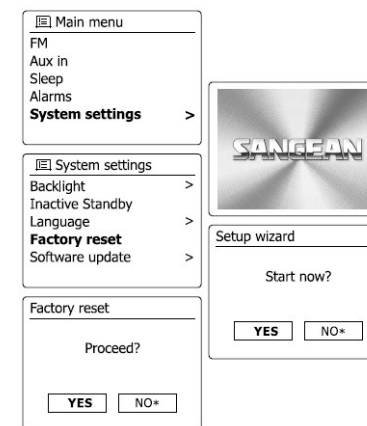 Main menu
FM
Aux in
Sleep
Alarms
System settings >
System settings
Backlight >
Inactive Standby
Language >
Factory reset
Software update >
Factory reset
Proceed?
YES NO*
SANGEAN
Setup wizard
Start now?
YES NO*